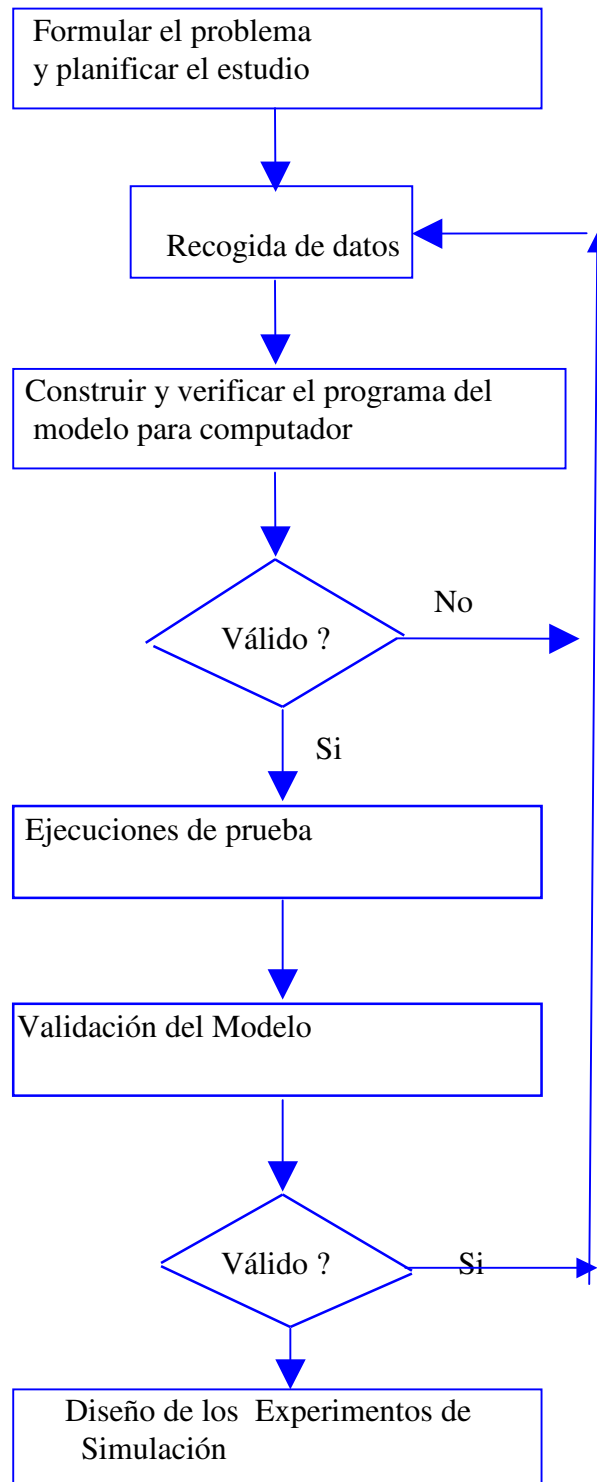 Formular el problema
y planificar el estudio
Recogida de datos
Construir y verificar el programa del
modelo para computador
No
Válido ?
Si
Ejecuciones de prueba
Validación del Modelo
Válido ?
Si
Diseño de los Experimentos de
Simulación